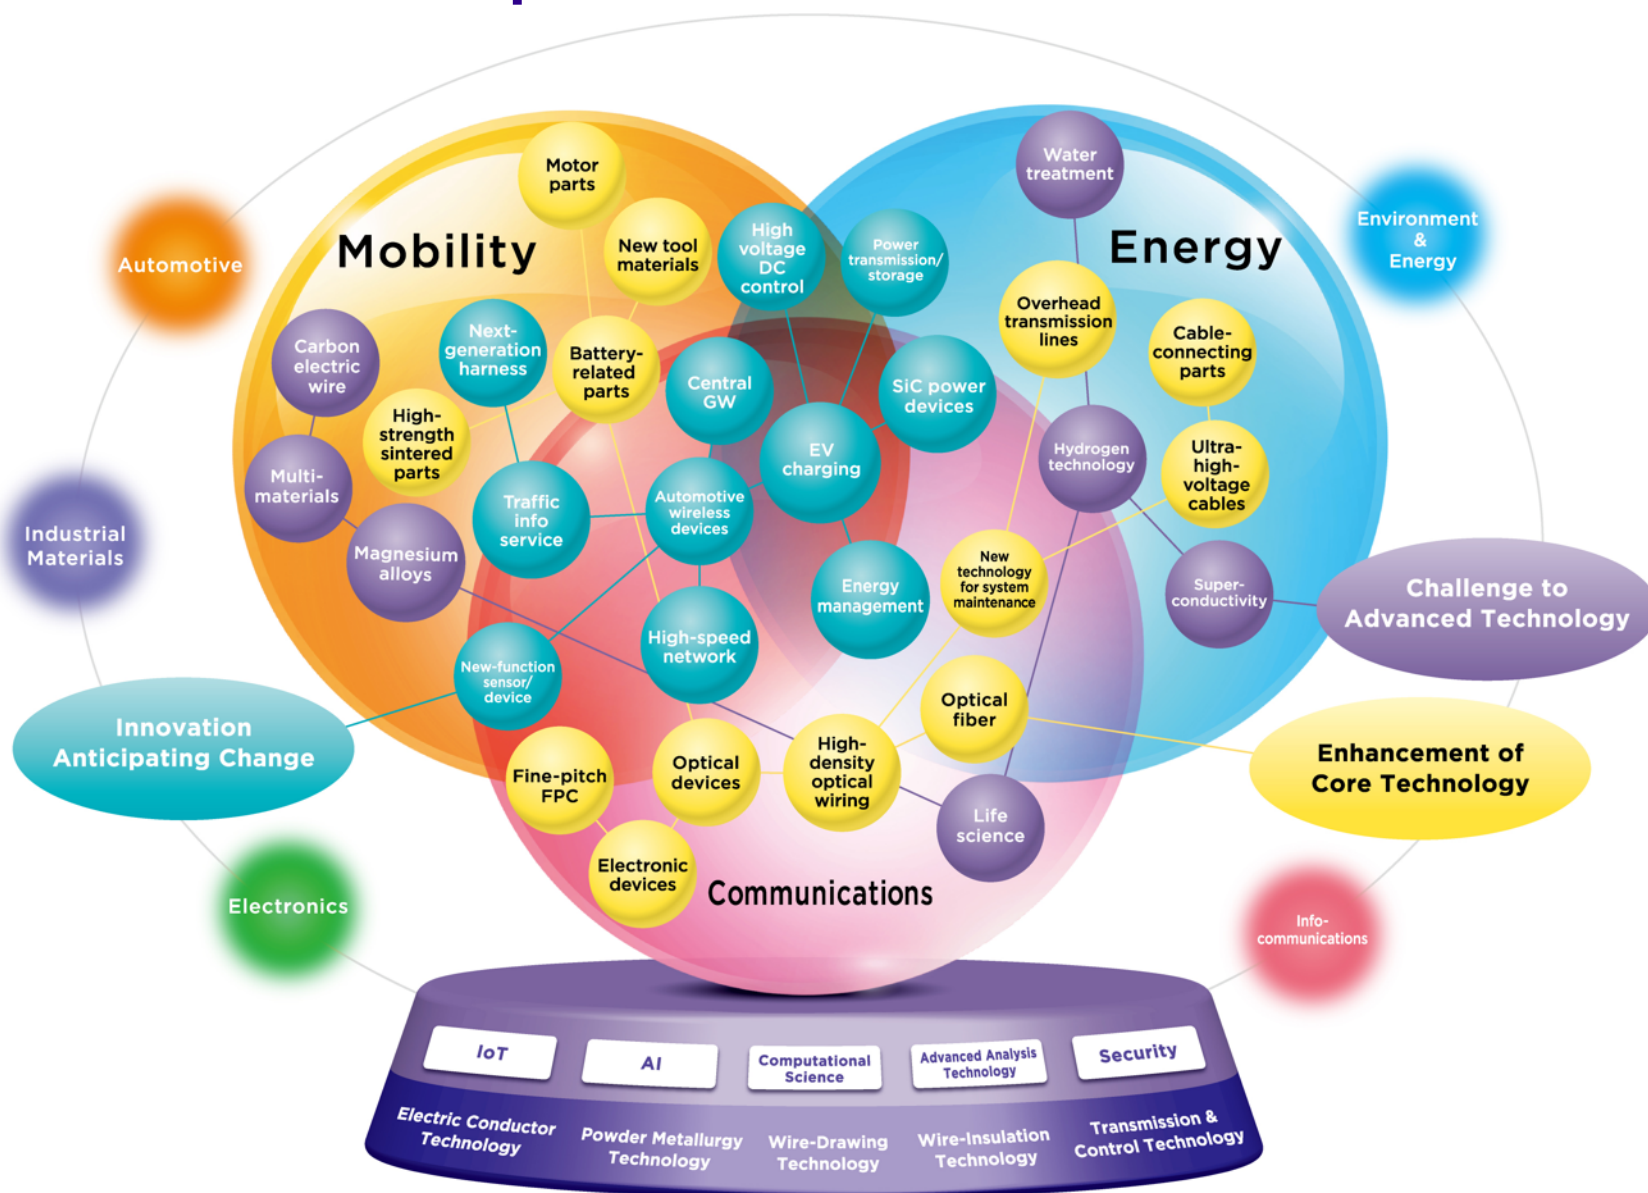 Mobility
Energy
Communications
Motor
parts
New tool
materials
High
voltage
DC
control
Power
transmission/
storage
Water
treatment
Automotive
Environment
&
Energy
Carbon
electric
wire
Next-
generation
harness
Battery-
related
parts
Central
GW
SiC power
devices
Overhead
transmission
lines
Cable-
connecting
parts
High-
strength
sintered
parts
EV
charging
Hydrogen
technology
Ultra-
high-
voltage
cables
Multi-
materials
Traffic
info
service
Automotive
wireless
devices
Industrial
Materials
Magnesium
alloys
Energy
management
New
technology
for system
maintenance
Super-
conductivity
Challenge to
Advanced Technology
New-function
sensor/
device
High-speed
network
Optical
fiber
Innovation
Anticipating Change
Enhancement of
Core Technology
Fine-pitch
FPC
Optical
devices
High-
density
optical
wiring
Life
science
Electronic
devices
Electronics
Info-
communications
IoT
AI
Computational
Science
Advanced Analysis
Technology
Security
Electric Conductor
Technology
Powder Metallurgy
Technology
Wire-Drawing
Technology
Wire-Insulation
Technology
Transmission &
Control Technology